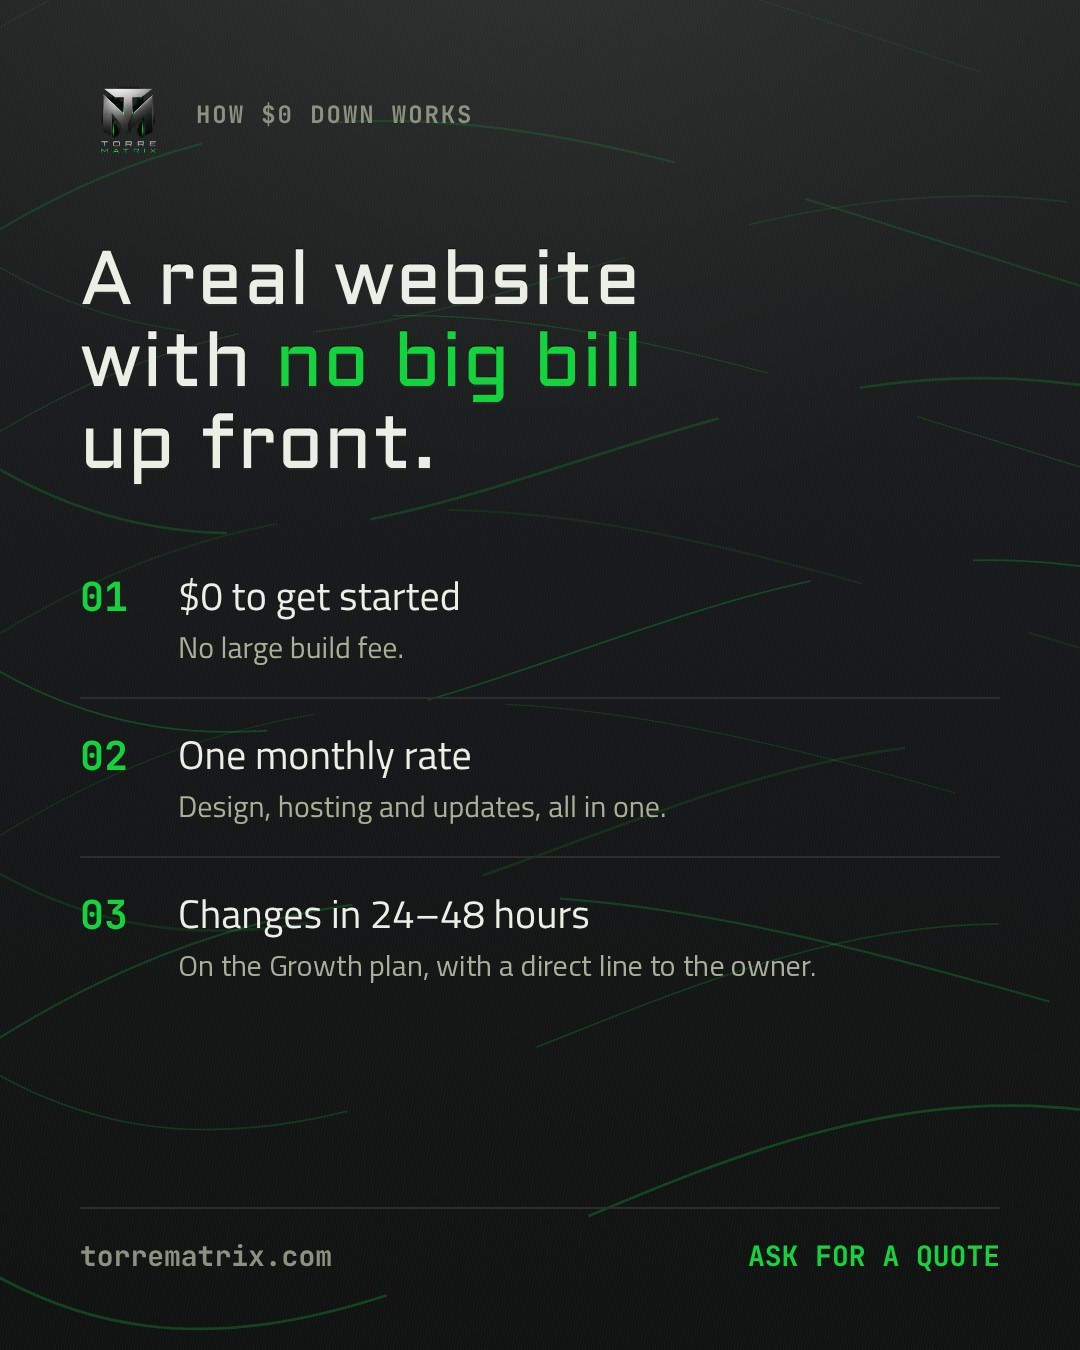 TORRE
MATRIX
HOW $0 DOWN WORKS
A real website
with no big bill
up front.
01 $0 to get started
No large build fee.
02 One monthly rate
Design, hosting and updates, all in one.
03 Changes in 24–48 hours
On the Growth plan, with a direct line to the owner.
torrematrix.com
ASK FOR A QUOTE